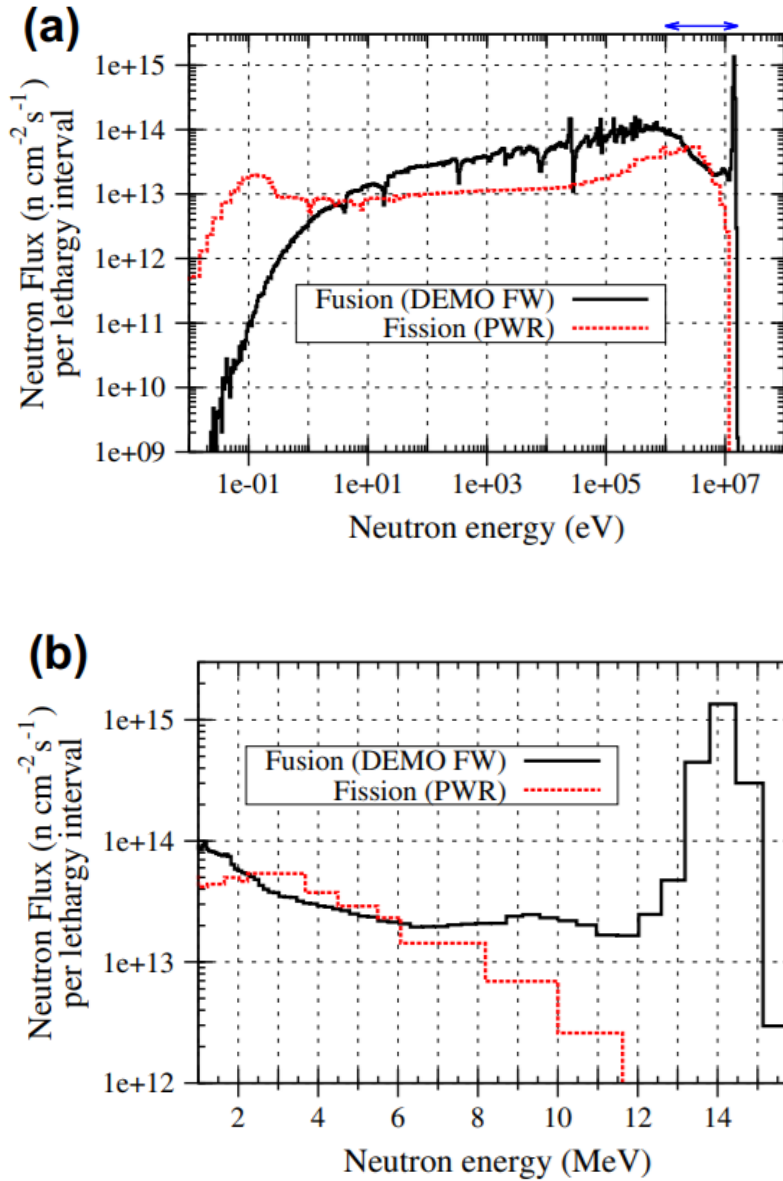 (a)
Neutron Flux (n cm⁻² s⁻¹)
per lethargy interval
1e+15
1e+14
1e+13
1e+12
1e+11
1e+10
1e+09
Fusion (DEMO FW)
Fission (PWR)
1e-01 1e+01 1e+03 1e+05 1e+07
Neutron energy (eV)
(b)
Neutron Flux (n cm⁻² s⁻¹)
per lethargy interval
1e+15
1e+14
1e+13
1e+12
Fusion (DEMO FW)
Fission (PWR)
2 4 6 8 10 12 14
Neutron energy (MeV)